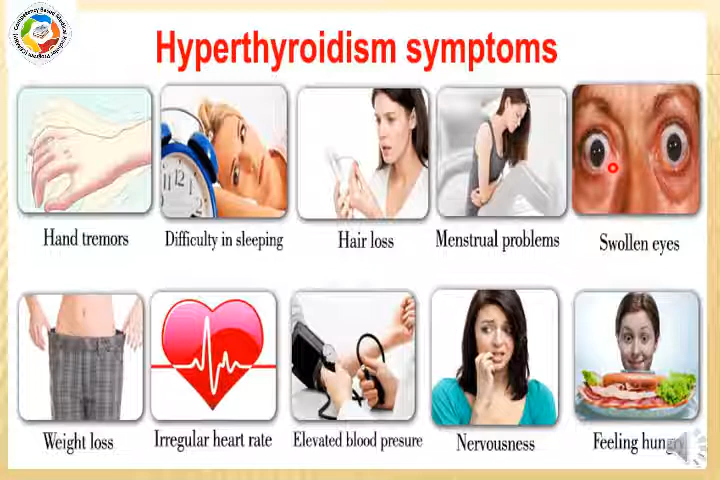 Hyperthyroidism symptoms
Hand tremors
Difficulty in sleeping
Hair loss
Menstrual problems
Swollen eyes
Weight loss
Irregular heart rate
Elevated blood presure
Nervousness
Feeling